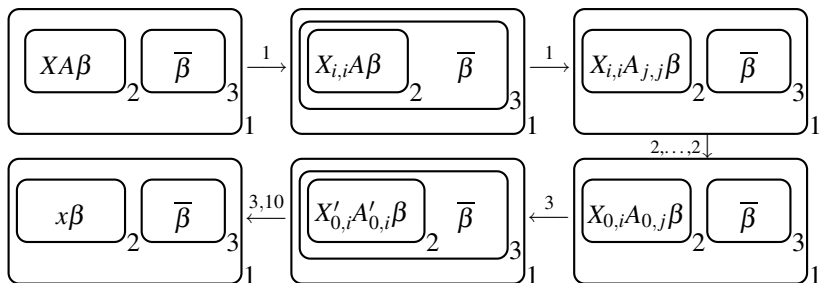 XAβ 2 β̅ 3 1 →1 X_{i,i}Aβ 2 β̅ 3 1 →1 X_{i,i}A_{j,j}β 2 β̅ 3 1
2,...,2↓
xβ 2 β̅ 3 1 ←3,10 X′_{0,i}A′_{0,i}β 2 β̅ 3 1 ←3 X_{0,i}A_{0,j}β 2 β̅ 3 1